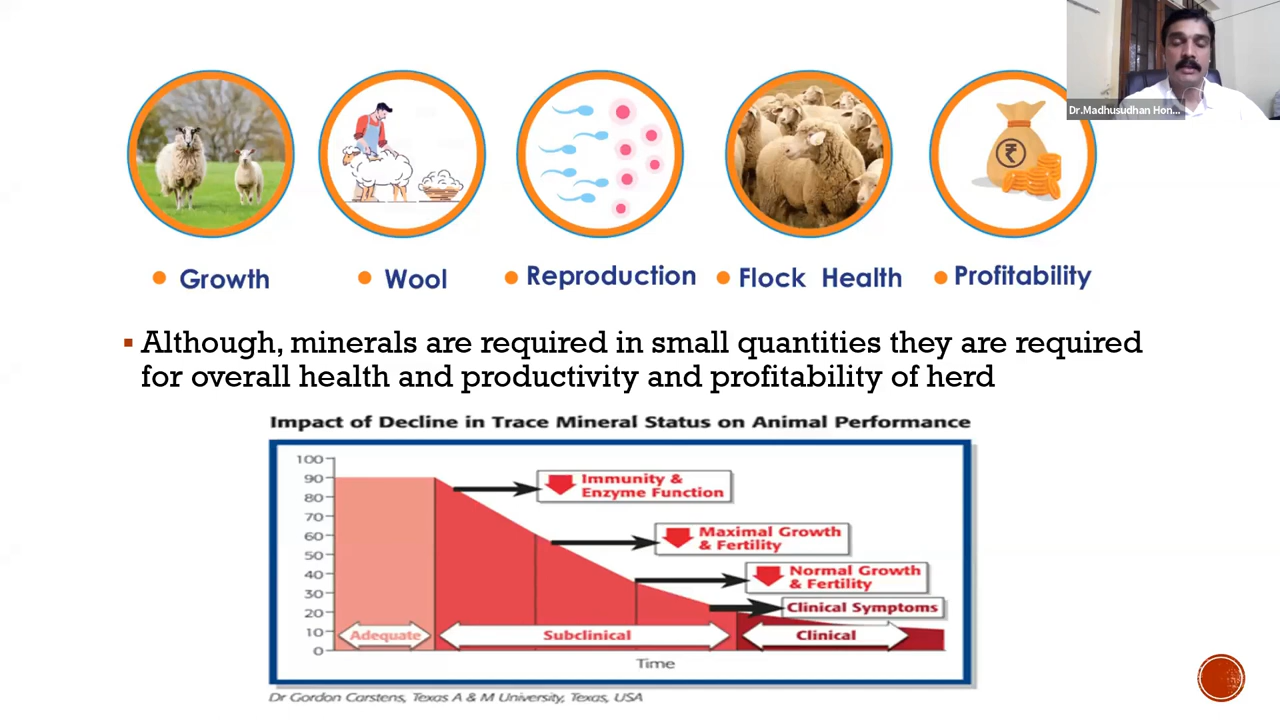 Dr.Madhusudhan Hon...
₹
• Growth
• Wool
• Reproduction
• Flock Health
• Profitability
▪ Although, minerals are required in small quantities they are required
for overall health and productivity and profitability of herd
Impact of Decline in Trace Mineral Status on Animal Performance
100
90
80
70
60
50
40
30
20
10
0
Immunity &
Enzyme Function
Maximal Growth
& Fertility
Normal Growth
& Fertility
Clinical Symptoms
Adequate
Subclinical
Clinical
Time
Dr Gordon Carstens, Texas A & M University, Texas, USA